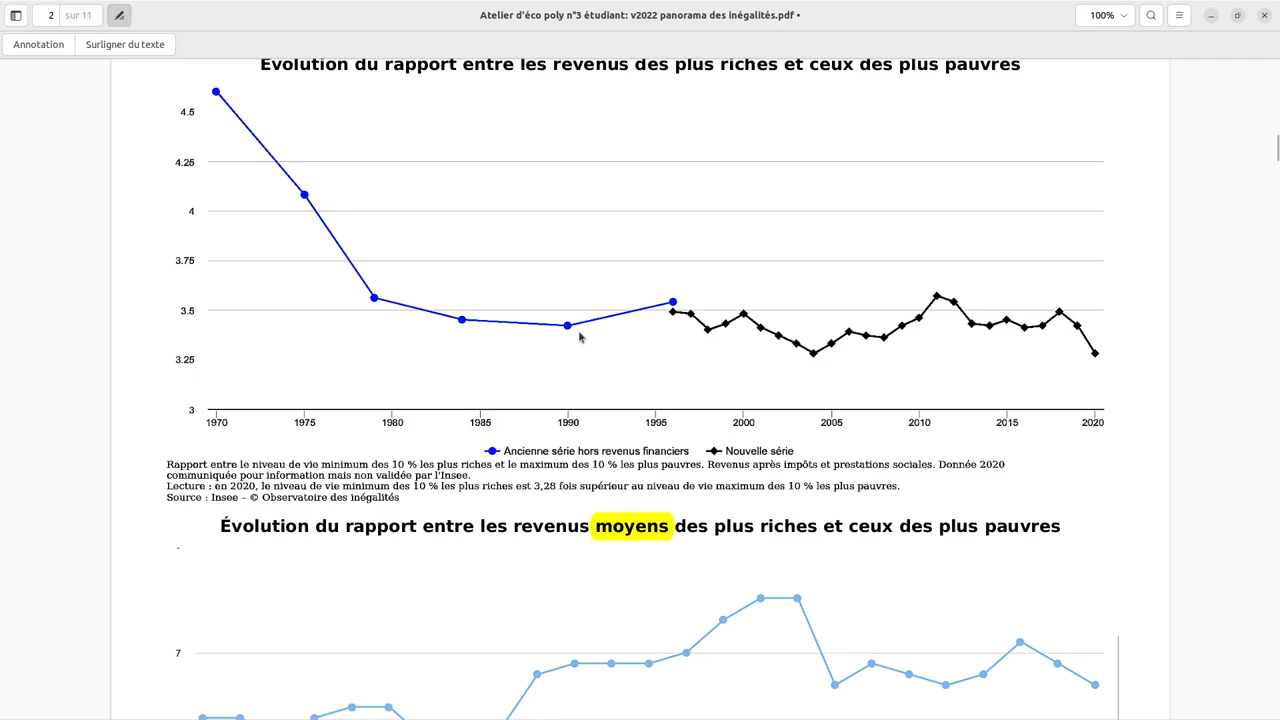 2 sur 11
Atelier d'éco poly n°3 étudiant: v2022 panorama des inégalités.pdf •
100%
Annotation
Surligner du texte
Évolution du rapport entre les revenus des plus riches et ceux des plus pauvres
4.5
4.25
4
3.75
3.5
3.25
3
1970 1975 1980 1985 1990 1995 2000 2005 2010 2015 2020
Ancienne série hors revenus financiers Nouvelle série
Rapport entre le niveau de vie minimum des 10 % les plus riches et le maximum des 10 % les plus pauvres. Revenus après impôts et prestations sociales. Donnée 2020
communiquée pour information mais non validée par l'Insee.
Lecture : en 2020, le niveau de vie minimum des 10 % les plus riches est 3,28 fois supérieur au niveau de vie maximum des 10 % les plus pauvres.
Source : Insee – © Observatoire des inégalités
Évolution du rapport entre les revenus moyens des plus riches et ceux des plus pauvres
7